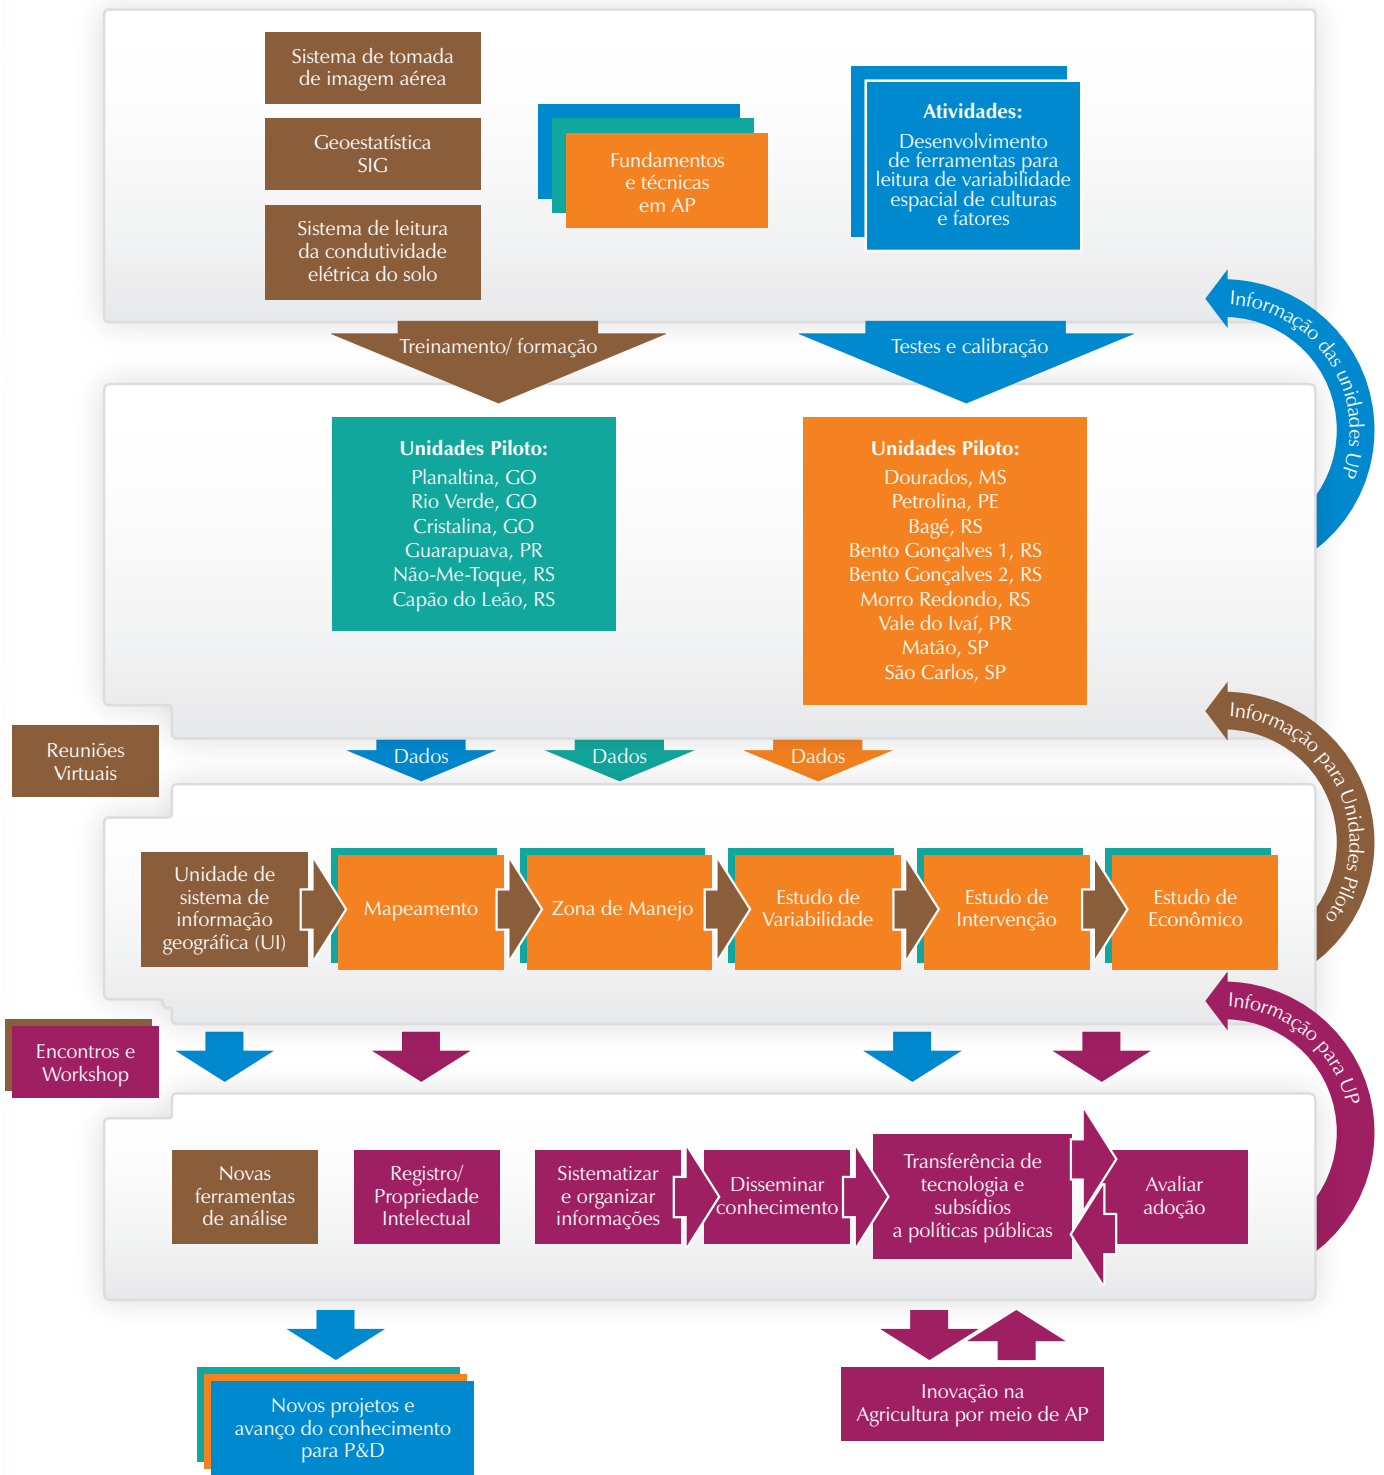 Sistema de tomada
de imagem aérea
Geoestatística
SIG
Sistema de leitura
da condutividade
elétrica do solo
Fundamentos
e técnicas
em AP
Atividades:
Desenvolvimento
de ferramentas para
leitura de variabilidade
espacial de culturas
e fatores
Informação das unidades UP
Treinamento/ formação
Testes e calibração
Unidades Piloto:
Planaltina, GO
Rio Verde, GO
Cristalina, GO
Guarapuava, PR
Não-Me-Toque, RS
Capão do Leão, RS
Unidades Piloto:
Dourados, MS
Petrolina, PE
Bagé, RS
Bento Gonçalves 1, RS
Bento Gonçalves 2, RS
Morro Redondo, RS
Vale do Ivaí, PR
Matão, SP
São Carlos, SP
Informação para Unidades Piloto
Reuniões
Virtuais
Dados
Dados
Dados
Unidade de
sistema de
informação
geográfica (UI)
Mapeamento
Zona de Manejo
Estudo de
Variabilidade
Estudo de
Intervenção
Estudo de
Econômico
Informação para UP
Encontros e
Workshop
Novas
ferramentas
de análise
Registro/
Propriedade
Intelectual
Sistematizar
e organizar
informações
Disseminar
conhecimento
Transferência de
tecnologia e
subsídios
a políticas públicas
Avaliar
adoção
Novos projetos e
avanço do conhecimento
para P&D
Inovação na
Agricultura por meio de AP